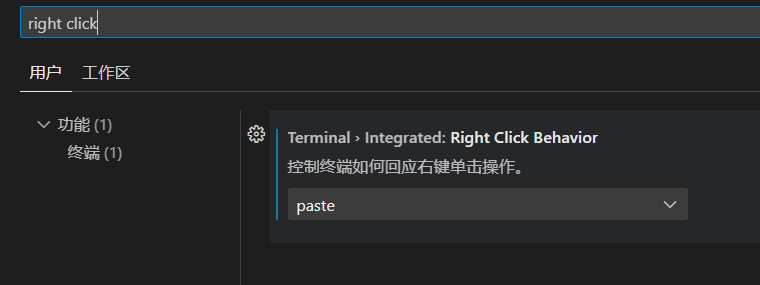 right click
用户 工作区
功能 (1)
终端 (1)
Terminal › Integrated: Right Click Behavior
控制终端如何回应右键单击操作。
paste